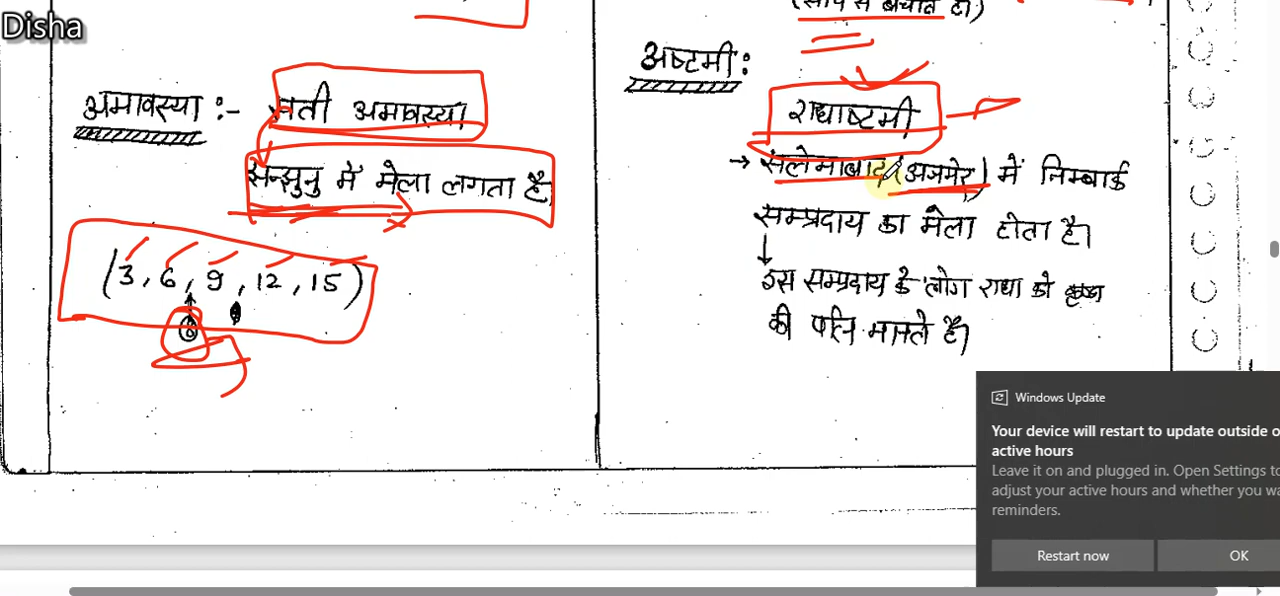 Disha
अमावस्या :- सती अमावस्या
झुन्झुनु में मेला लगता है
(3, 6, 9, 12, 15)
अष्टमी:
राधाष्टमी
→ सलेमाबाद (अजमेर) में निम्बार्क
सम्प्रदाय का मेला होता है।
इस सम्प्रदाय के लोग राधा को कृष्ण
की पत्नि मानते है।
Windows Update
Your device will restart to update outside o
active hours
Leave it on and plugged in. Open Settings to
adjust your active hours and whether you wa
reminders.
Restart now
OK